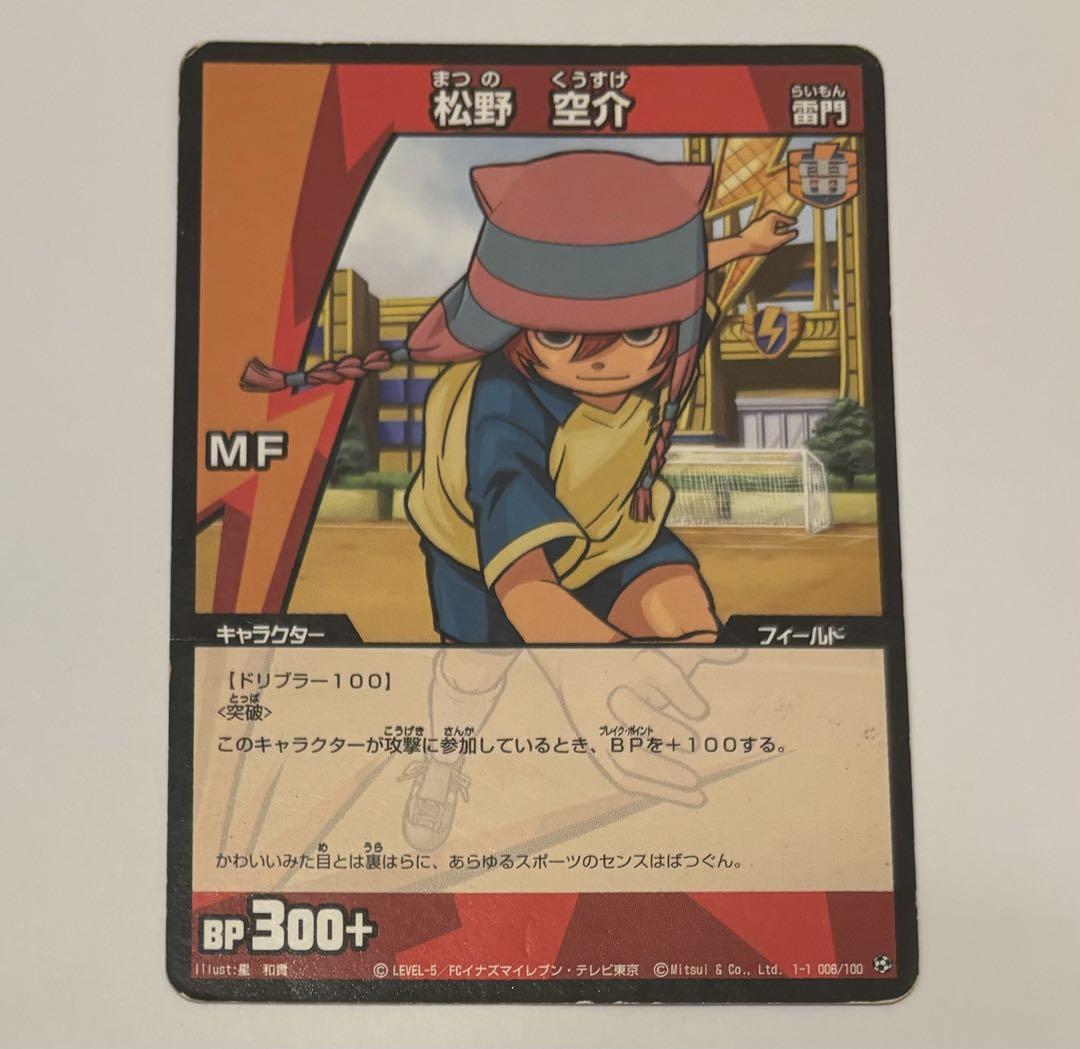 まつの くうすけ らいもん
松野 空介 雷門
雷
MF
キャラクター フィールド
【ドリブラー100】
とっぱ
<突破>
こうげき さんか ブレイク・ポイント
このキャラクターが攻撃に参加しているとき、BPを+100する。
め うら
かわいいみた目とは裏はらに、あらゆるスポーツのセンスはばつぐん。
BP 300+
Illust:星 和貴 © LEVEL-5/FCイナズマイレブン・テレビ東京 © Mitsui & Co., Ltd. 1-1 008/100